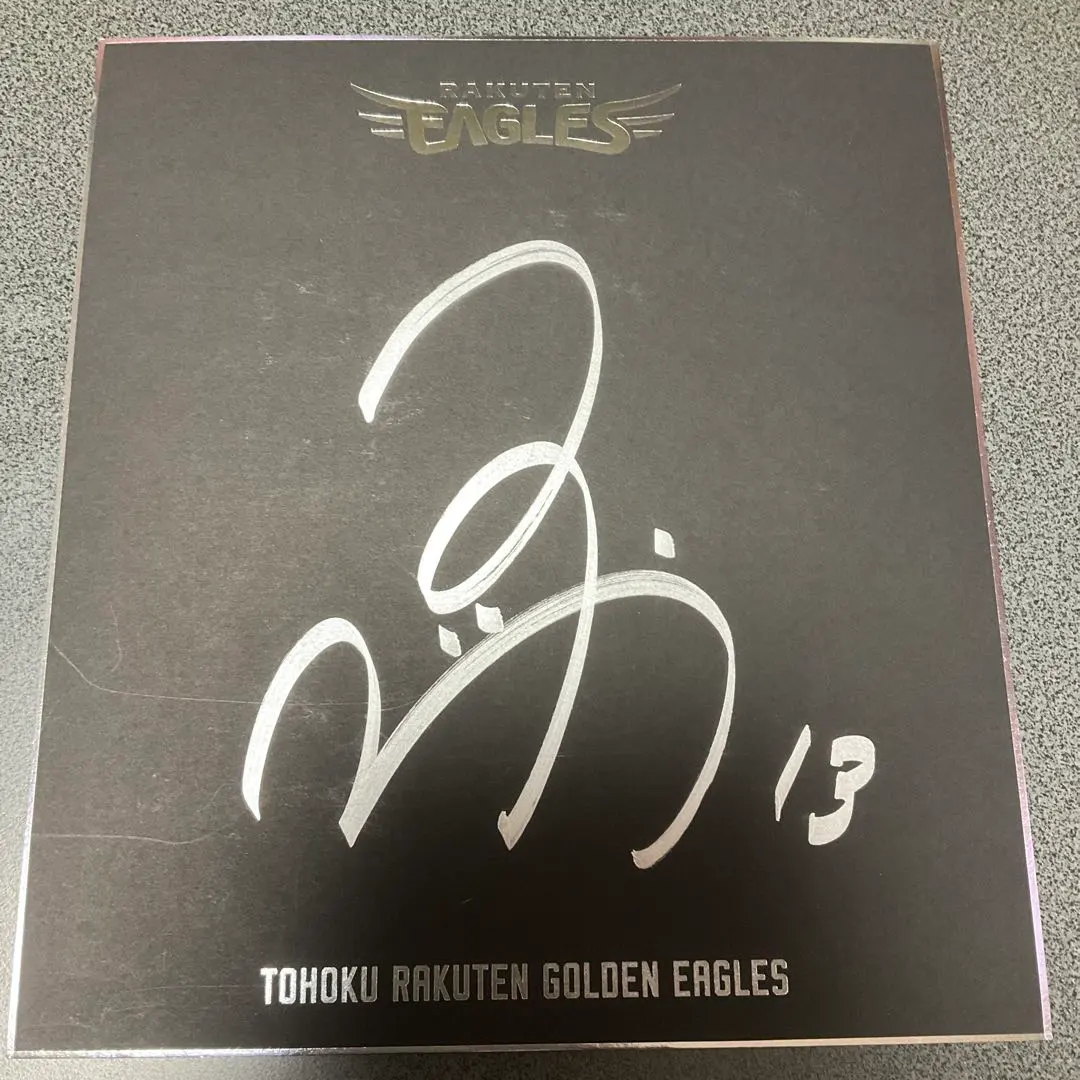 RAKUTEN
EAGLES
13
TOHOKU RAKUTEN GOLDEN EAGLES